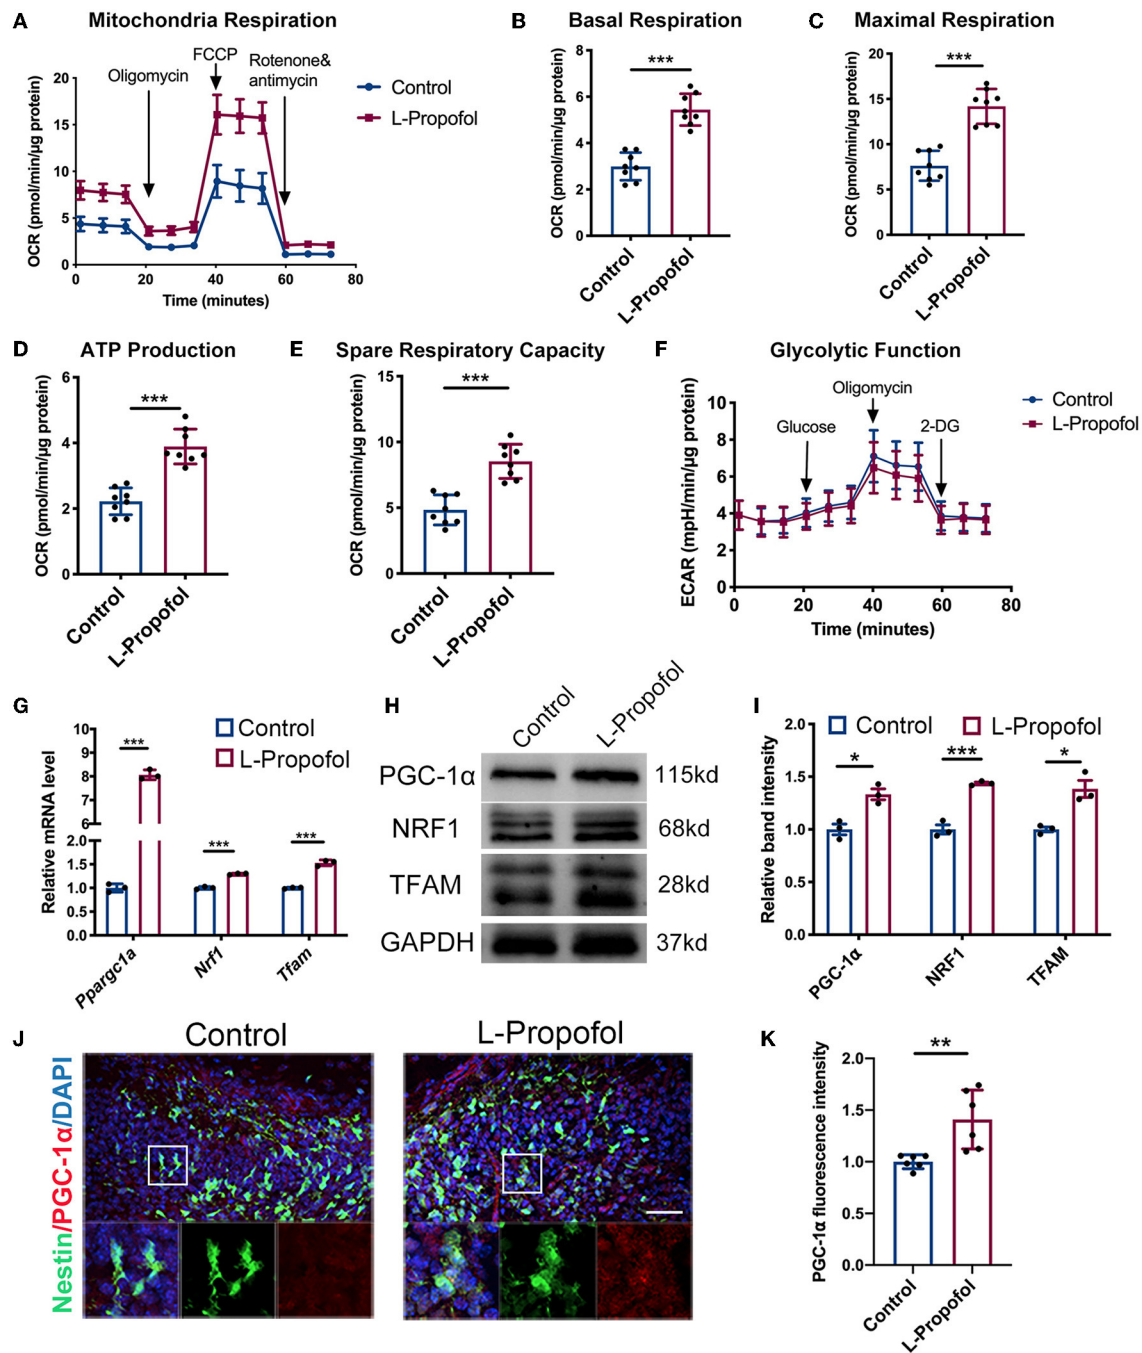 A
Mitochondria Respiration
OCR (pmol/min/μg protein)
20
15
10
5
0
0 20 40 60 80
Time (minutes)
Oligomycin
FCCP
Rotenone&
antimycin
Control
L-Propofol
B
Basal Respiration
OCR (pmol/min/μg protein)
8
6
4
2
0
***
Control
L-Propofol
C
Maximal Respiration
OCR (pmol/min/μg protein)
20
15
10
5
0
***
Control
L-Propofol
D
ATP Production
OCR (pmol/min/μg protein)
6
4
2
0
***
Control
L-Propofol
E
Spare Respiratory Capacity
OCR (pmol/min/μg protein)
15
10
5
0
***
Control
L-Propofol
F
Glycolytic Function
ECAR (mpH/min/μg protein)
10
8
6
4
2
0
0 20 40 60 80
Time (minutes)
Glucose
Oligomycin
2-DG
Control
L-Propofol
G
Relative mRNA level
10
9
8
7
6
2.0
1.5
1.0
0.5
0.0
Control
L-Propofol
***
***
***
Ppargc1a
Nrf1
Tfam
H
Control
L-Propofol
PGC-1α 115kd
NRF1 68kd
TFAM 28kd
GAPDH 37kd
I
Relative band intensity
2.0
1.5
1.0
0.5
0.0
Control
L-Propofol
*
***
*
PGC-1α
NRF1
TFAM
J
Control
L-Propofol
Nestin/PGC-1α/DAPI
K
PGC-1α fluorescence intensity
2.0
1.5
1.0
0.5
0.0
**
Control
L-Propofol